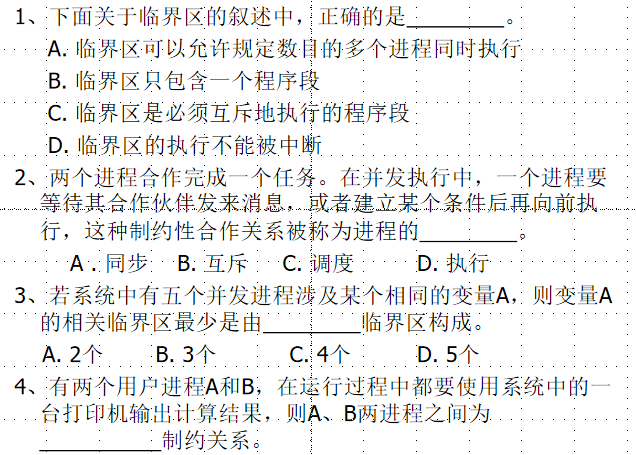 1、下面关于临界区的叙述中，正确的是________。
A. 临界区可以允许规定数目的多个进程同时执行
B. 临界区只包含一个程序段
C. 临界区是必须互斥地执行的程序段
D. 临界区的执行不能被中断
2、两个进程合作完成一个任务。在并发执行中，一个进程要
等待其合作伙伴发来消息，或者建立某个条件后再向前执
行，这种制约性合作关系被称为进程的________。
A．同步 B. 互斥 C. 调度 D. 执行
3、若系统中有五个并发进程涉及某个相同的变量A，则变量A
的相关临界区最少是由________临界区构成。
A. 2个 B. 3个 C. 4个 D. 5个
4、有两个用户进程A和B，在运行过程中都要使用系统中的一
台打印机输出计算结果，则A、B两进程之间为
__________制约关系。